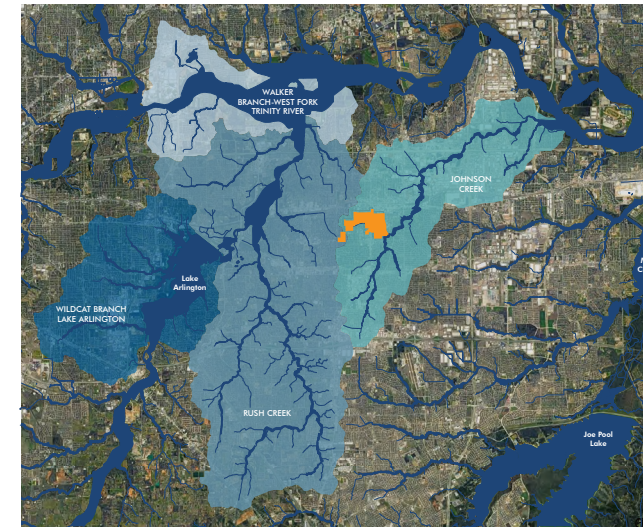 WALKER
BRANCH-WEST FORK
TRINITY RIVER
JOHNSON
CREEK
Lake
Arlington
WILDCAT BRANCH
LAKE ARLINGTON
RUSH CREEK
Joe Pool
Lake